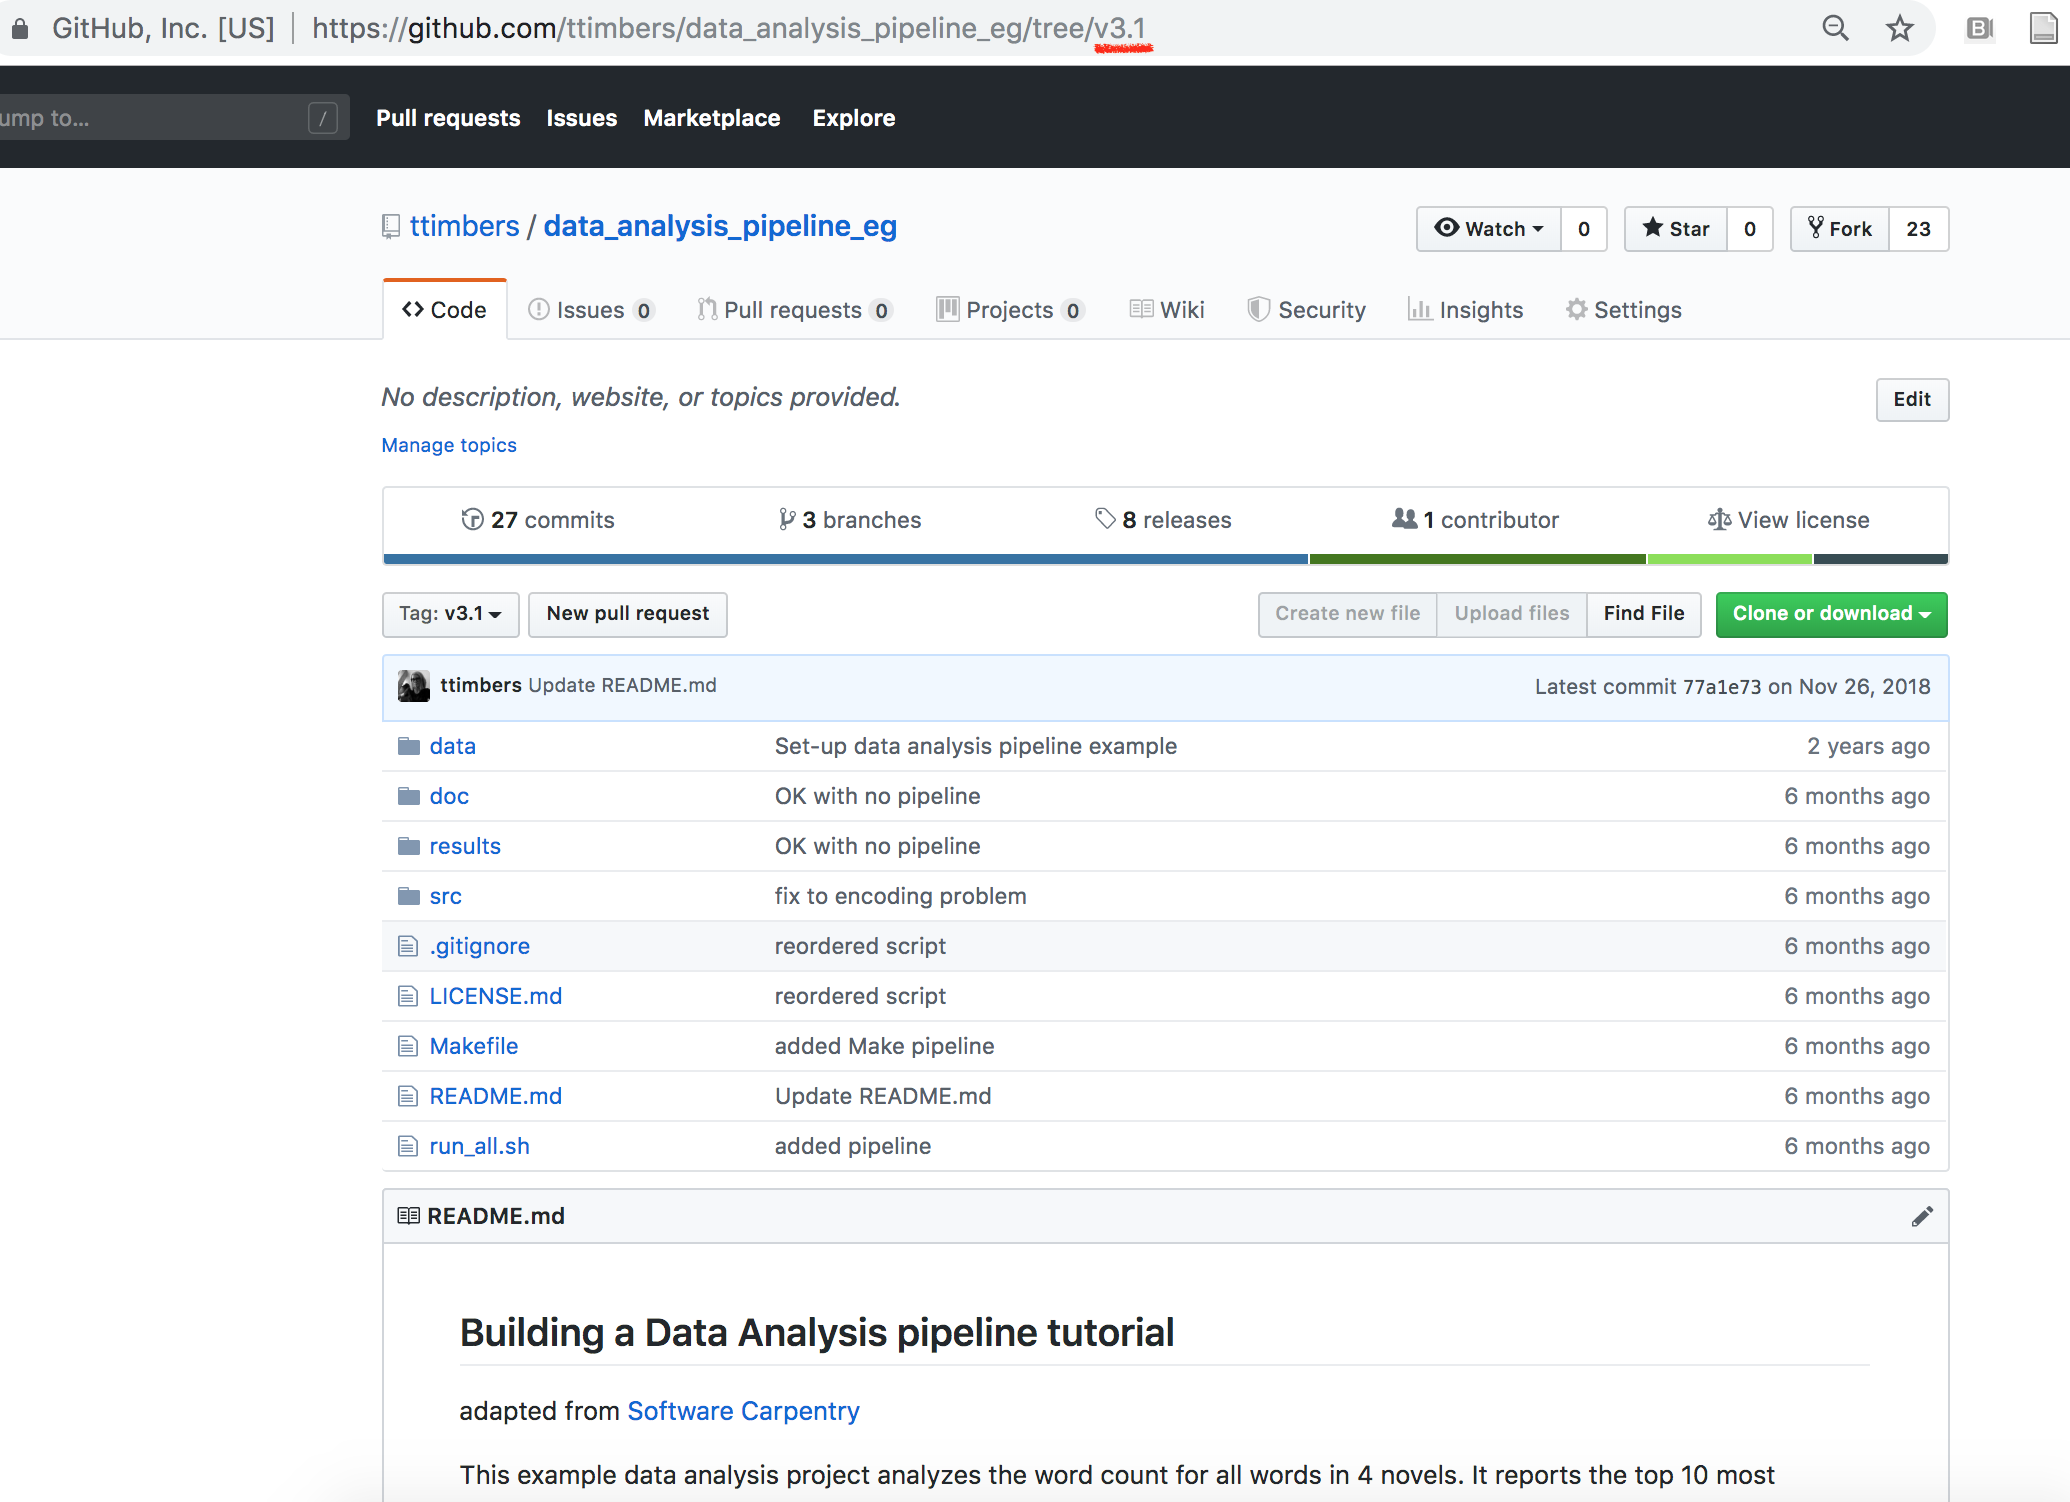 GitHub, Inc. [US] | https://github.com/ttimbers/data_analysis_pipeline_eg/tree/v3.1
ump to... / Pull requests Issues Marketplace Explore
ttimbers / data_analysis_pipeline_eg Watch 0 Star 0 Fork 23
Code Issues 0 Pull requests 0 Projects 0 Wiki Security Insights Settings
No description, website, or topics provided. Edit
Manage topics
27 commits 3 branches 8 releases 1 contributor View license
Tag: v3.1 New pull request Create new file Upload files Find File Clone or download
ttimbers Update README.md Latest commit 77a1e73 on Nov 26, 2018
data Set-up data analysis pipeline example 2 years ago
doc OK with no pipeline 6 months ago
results OK with no pipeline 6 months ago
src fix to encoding problem 6 months ago
.gitignore reordered script 6 months ago
LICENSE.md reordered script 6 months ago
Makefile added Make pipeline 6 months ago
README.md Update README.md 6 months ago
run_all.sh added pipeline 6 months ago
README.md
Building a Data Analysis pipeline tutorial
adapted from Software Carpentry
This example data analysis project analyzes the word count for all words in 4 novels. It reports the top 10 most